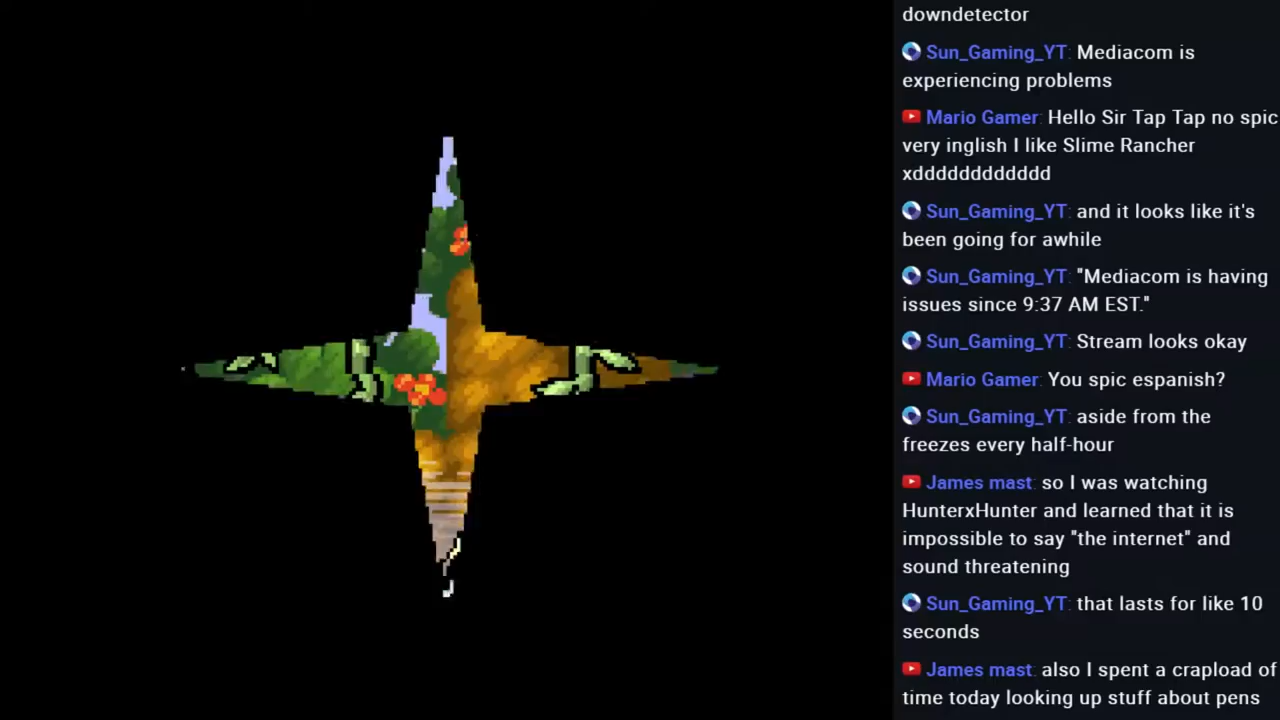 downdetector
Sun_Gaming_YT: Mediacom is
experiencing problems
Mario Gamer: Hello Sir Tap Tap no spic
very inglish I like Slime Rancher
xdddddddddddd
Sun_Gaming_YT: and it looks like it's
been going for awhile
Sun_Gaming_YT: "Mediacom is having
issues since 9:37 AM EST."
Sun_Gaming_YT: Stream looks okay
Mario Gamer: You spic espanish?
Sun_Gaming_YT: aside from the
freezes every half-hour
James mast: so I was watching
HunterxHunter and learned that it is
impossible to say "the internet" and
sound threatening
Sun_Gaming_YT: that lasts for like 10
seconds
James mast: also I spent a crapload of
time today looking up stuff about pens